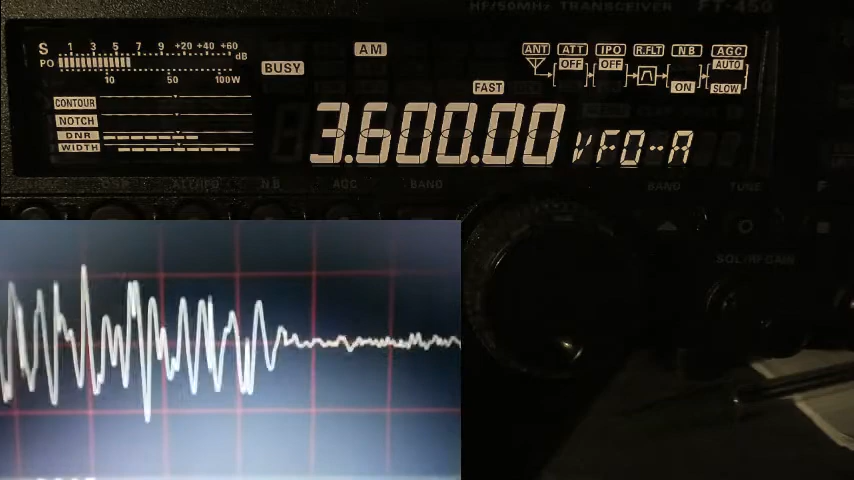 HF/50MHz TRANSCEIVER FT-450
S 1 3 5 7 9 +20 +40 +60 dB
PO 10 50 100W
BUSY
AM
FAST
ANT ATT IPO R.FLT NB AGC
OFF OFF AUTO
ON SLOW
CONTOUR
NOTCH
DNR
WIDTH
3.600.00 VFO-A
DSP NB AGC BAND BAND TUNE F
SQL/RF GAIN